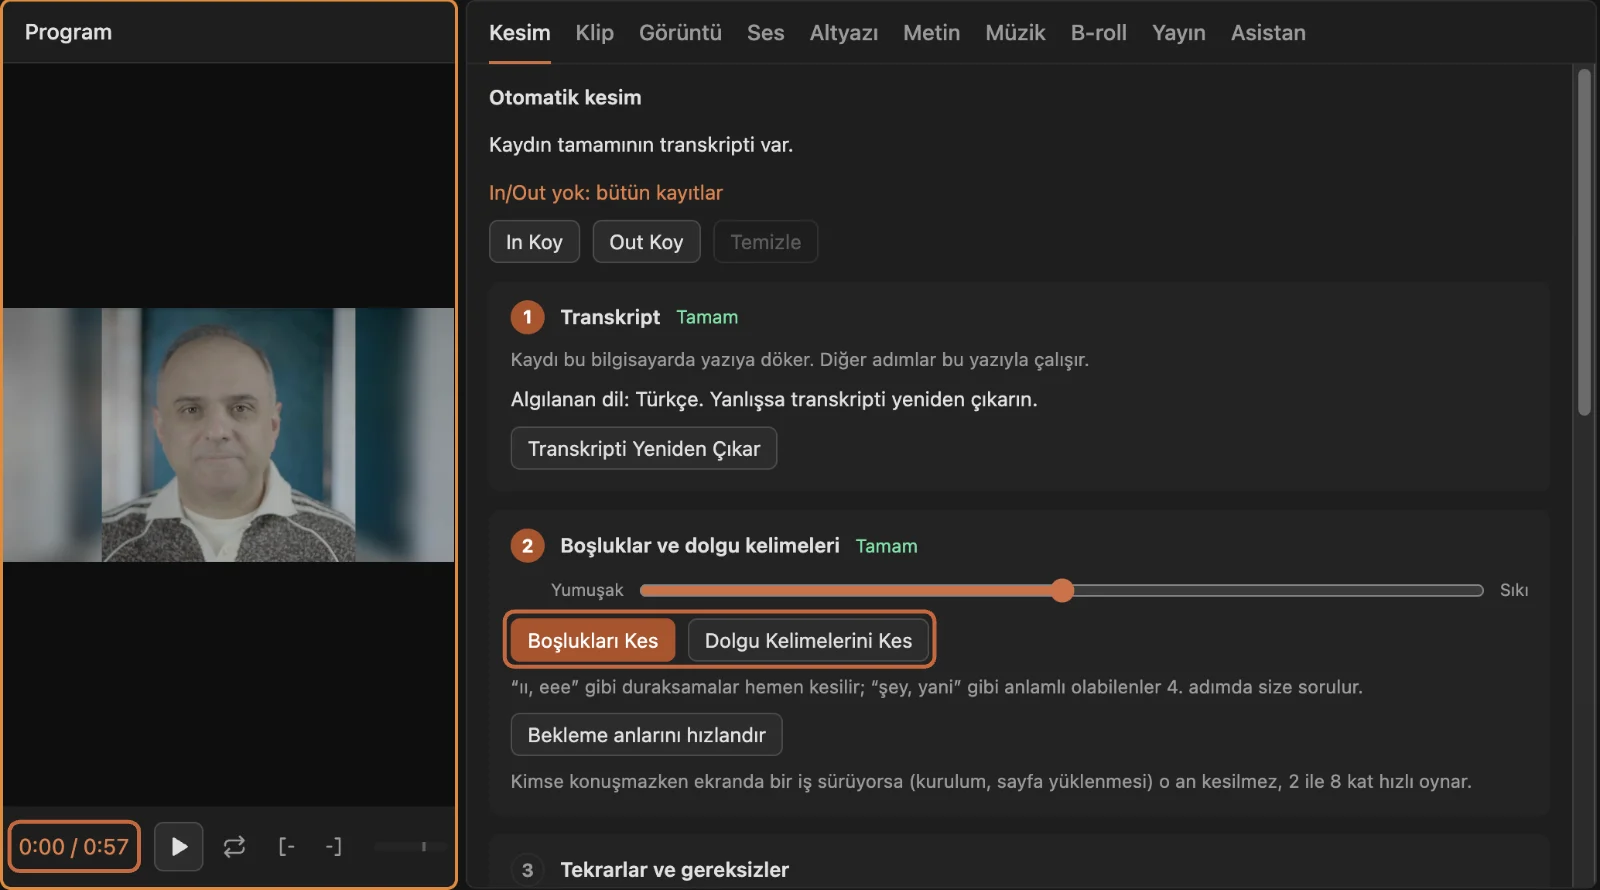 Program
Kesim Klip Görüntü Ses Altyazı Metin Müzik B-roll Yayın Asistan
Otomatik kesim
Kaydın tamamının transkripti var.
In/Out yok: bütün kayıtlar
In Koy Out Koy Temizle
1 Transkript Tamam
Kaydı bu bilgisayarda yazıya döker. Diğer adımlar bu yazıyla çalışır.
Algılanan dil: Türkçe. Yanlışsa transkripti yeniden çıkarın.
Transkripti Yeniden Çıkar
2 Boşluklar ve dolgu kelimeleri Tamam
Yumuşak Sıkı
Boşlukları Kes Dolgu Kelimelerini Kes
“ıı, eee” gibi duraksamalar hemen kesilir; “şey, yani” gibi anlamlı olabilenler 4. adımda size sorulur.
Bekleme anlarını hızlandır
Kimse konuşmazken ekranda bir iş sürüyorsa (kurulum, sayfa yüklenmesi) o an kesilmez, 2 ile 8 kat hızlı oynar.
3 Tekrarlar ve gereksizler
0:00 / 0:57